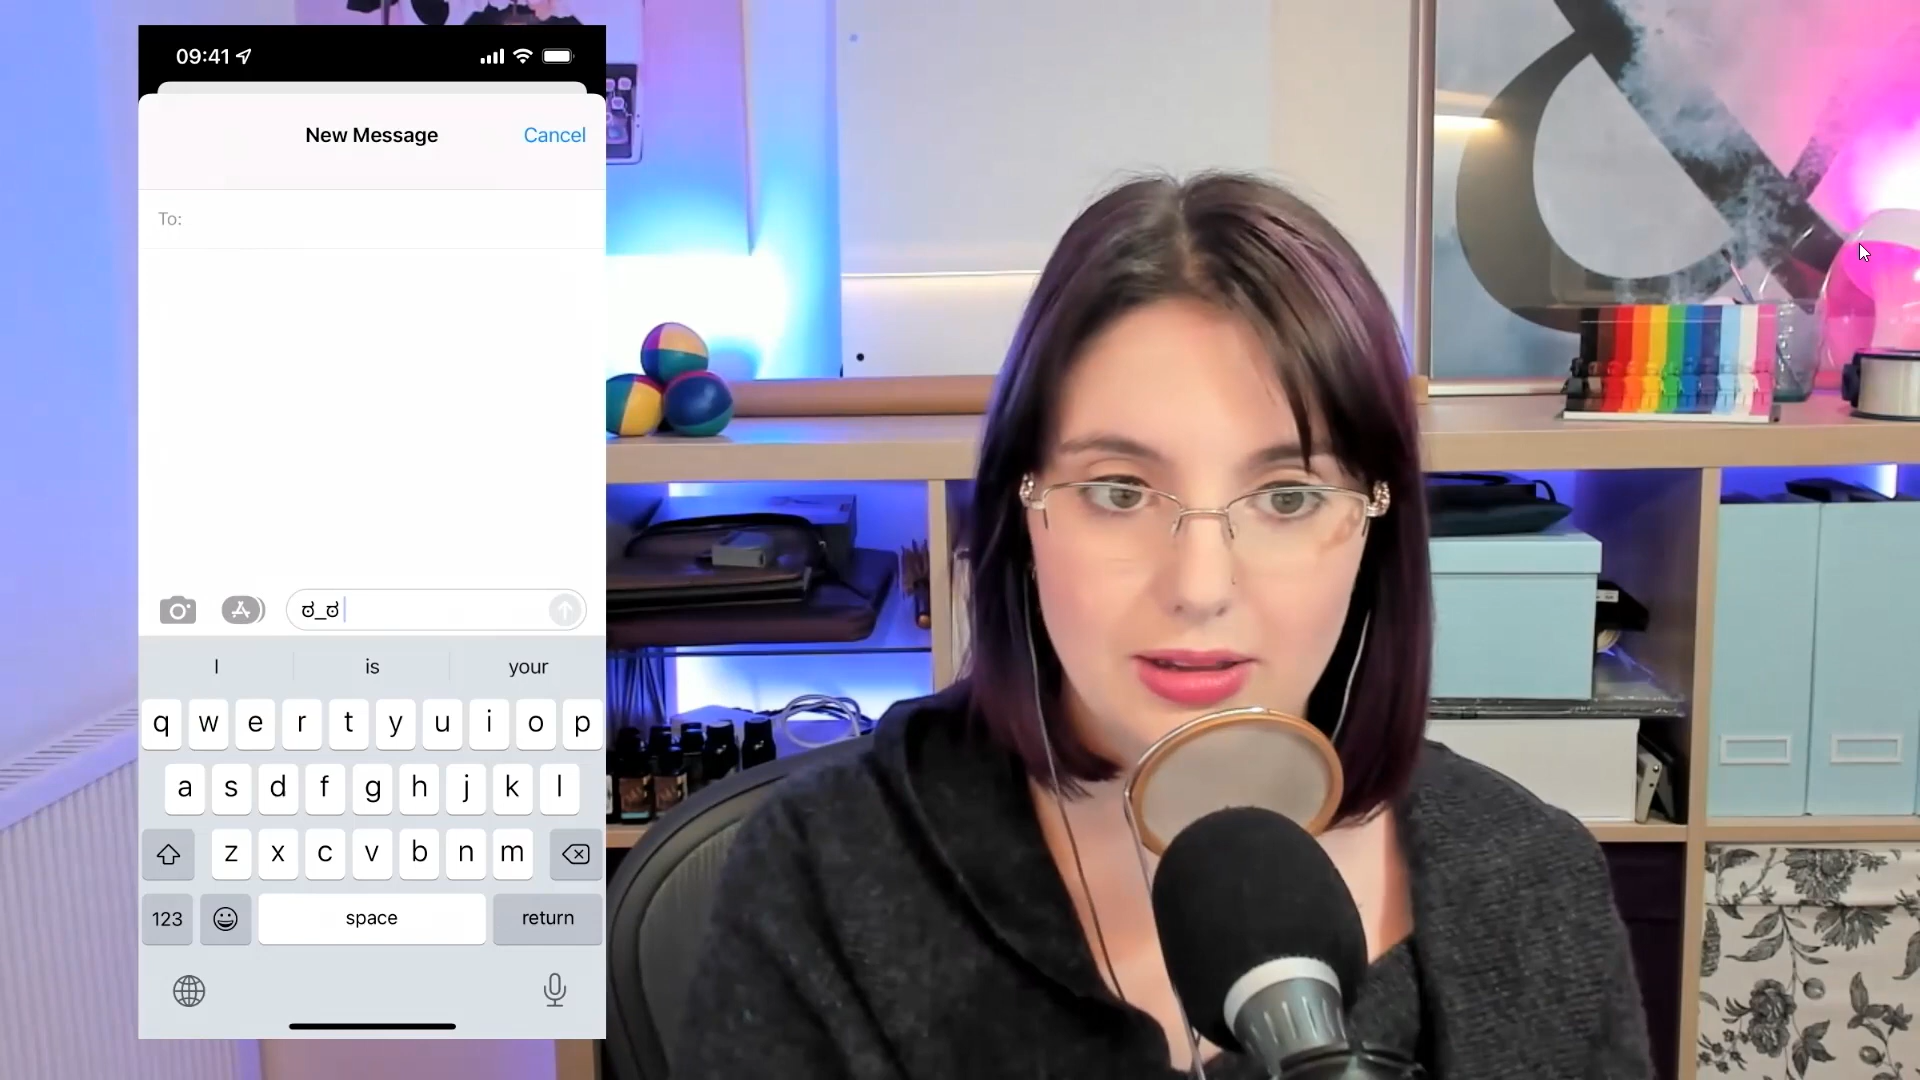 09:41
New Message
Cancel
To:
ಠ_ಠ
I
is
your
q w e r t y u i o p
a s d f g h j k l
z x c v b n m
123
space
return
&